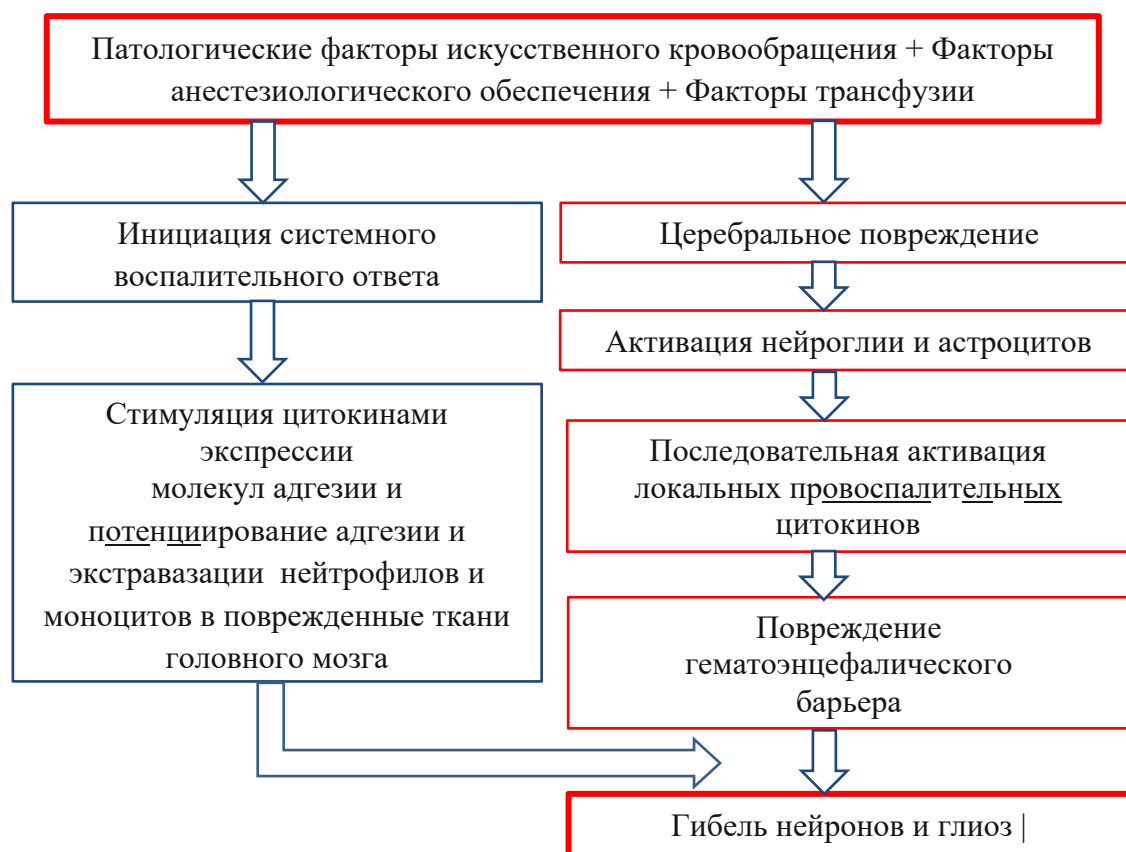 Патологические факторы искусственного кровообращения + Факторы
анестезиологического обеспечения + Факторы трансфузии
Инициация системного
воспалительного ответа
Стимуляция цитокинами
экспрессии
молекул адгезии и
потенциирование адгезии и
экстравазации нейтрофилов и
моноцитов в поврежденные ткани
головного мозга
Церебральное повреждение
Активация нейроглии и астроцитов
Последовательная активация
локальных провоспалительных
цитокинов
Повреждение
гематоэнцефалического
барьера
Гибель нейронов и глиоз |